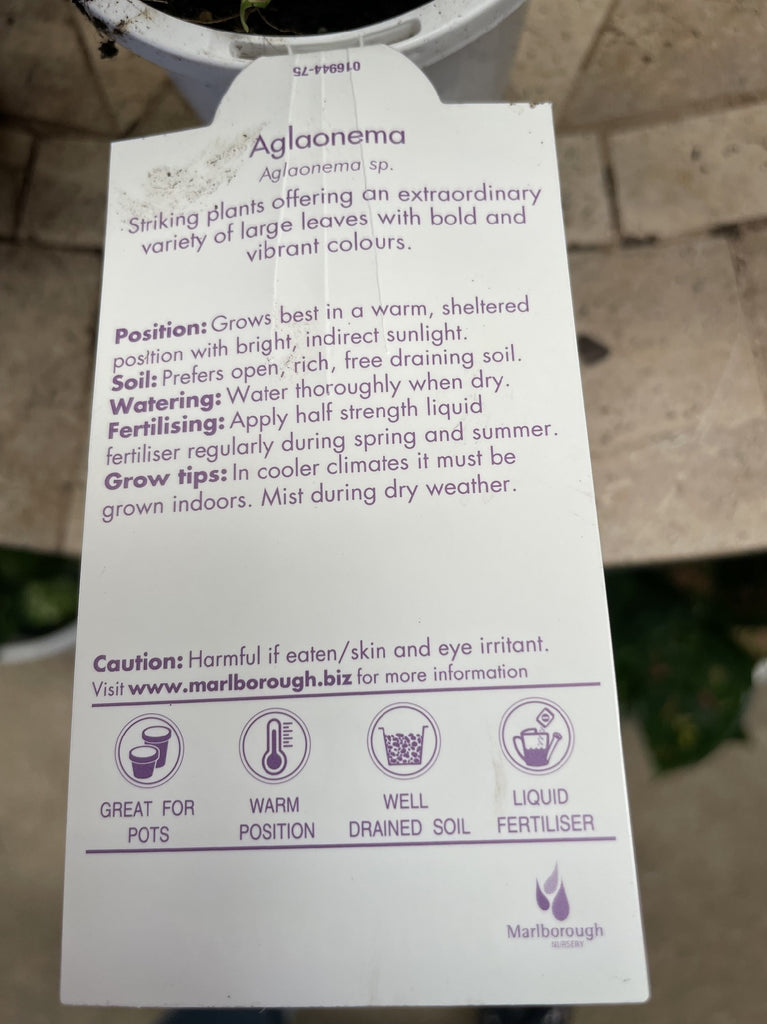 016944-75
Aglaonema
Aglaonema sp.
Striking plants offering an extraordinary
variety of large leaves with bold and
vibrant colours.
Position: Grows best in a warm, sheltered
position with bright, indirect sunlight.
Soil: Prefers open, rich, free draining soil.
Watering: Water thoroughly when dry.
Fertilising: Apply half strength liquid
fertiliser regularly during spring and summer.
Grow tips: In cooler climates it must be
grown indoors. Mist during dry weather.
Caution: Harmful if eaten/skin and eye irritant.
Visit www.marlborough.biz for more information
GREAT FOR
POTS
WARM
POSITION
WELL
DRAINED SOIL
LIQUID
FERTILISER
Marlborough
NURSERY